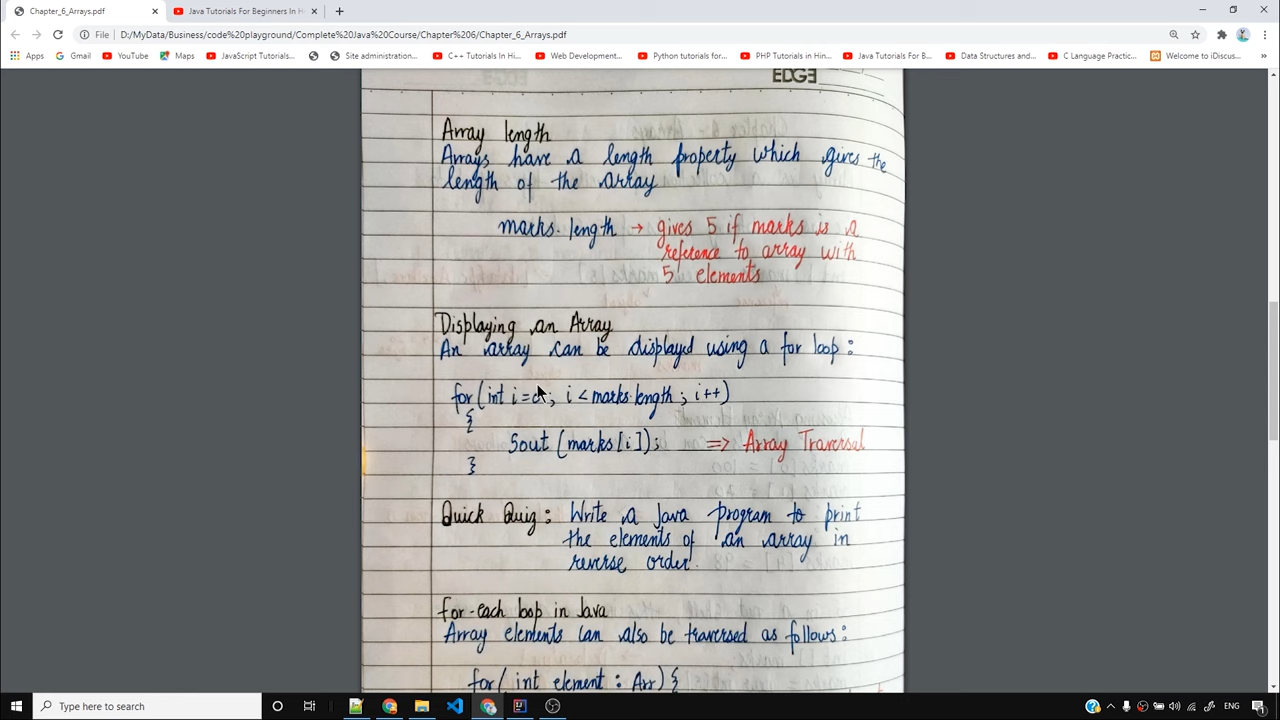 Chapter_6_Arrays.pdf
Java Tutorials For Beginners In H
File
D:/MyData/Business/code%20playground/Complete%20Java%20Course/Chapter%206/Chapter_6_Arrays.pdf
Apps
YouTube
Maps
JavaScript Tutorials...
Site administration...
C++ Tutorials In Hi...
Web Development...
Python tutorials for...
PHP Tutorials in Hin...
Java Tutorials For B...
Data Structures and...
C Language Practic...
Welcome to iDiscus...
EDGE
Array length
Arrays have a length property which gives the
length of the array
marks.length → gives 5 if marks is a
reference to array with
5 elements
Displaying an Array
An array can be displayed using a for loop :
for (int i=0; i < marks.length ; i++)
{
Sout (marks[i]); => Array Traversal
}
Quick Quiz : Write a Java program to print
the elements of an array in
reverse order.
for-each loop in Java
Array elements can also be traversed as follows :
for ( int element : Arr) {
Type here to search
ENG